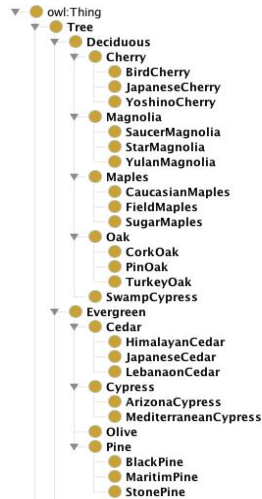 owl:Thing
Tree
Deciduous
Cherry
BirdCherry
JapaneseCherry
YoshinoCherry
Magnolia
SaucerMagnolia
StarMagnolia
YulanMagnolia
Maples
CaucasianMaples
FieldMaples
SugarMaples
Oak
CorkOak
PinOak
TurkeyOak
SwampCypress
Evergreen
Cedar
HimalayanCedar
JapaneseCedar
LebanaonCedar
Cypress
ArizonaCypress
MediterraneanCypress
Olive
Pine
BlackPine
MaritimPine
StonePine